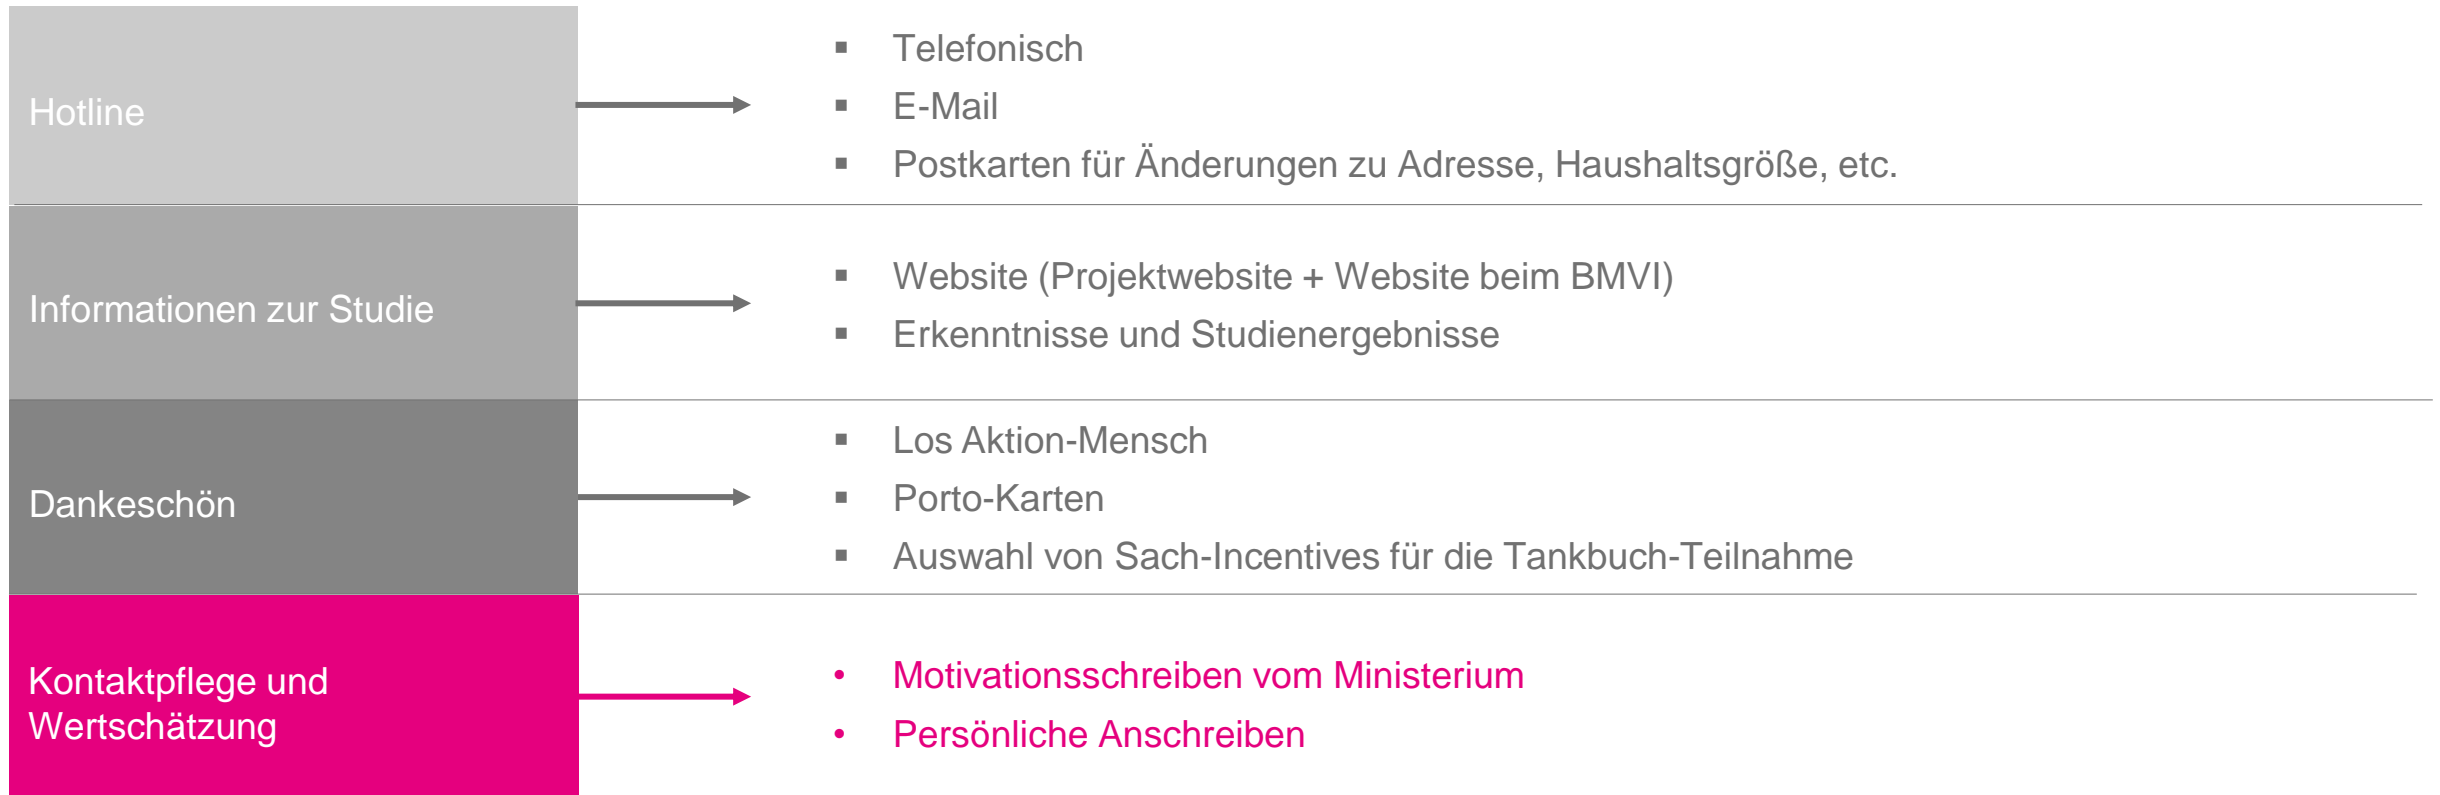 Hotline
▪ Telefonisch
▪ E-Mail
▪ Postkarten für Änderungen zu Adresse, Haushaltsgröße, etc.
Informationen zur Studie
▪ Website (Projektwebsite + Website beim BMVI)
▪ Erkenntnisse und Studienergebnisse
Dankeschön
▪ Los Aktion-Mensch
▪ Porto-Karten
▪ Auswahl von Sach-Incentives für die Tankbuch-Teilnahme
Kontaktpflege und
Wertschätzung
• Motivationsschreiben vom Ministerium
• Persönliche Anschreiben